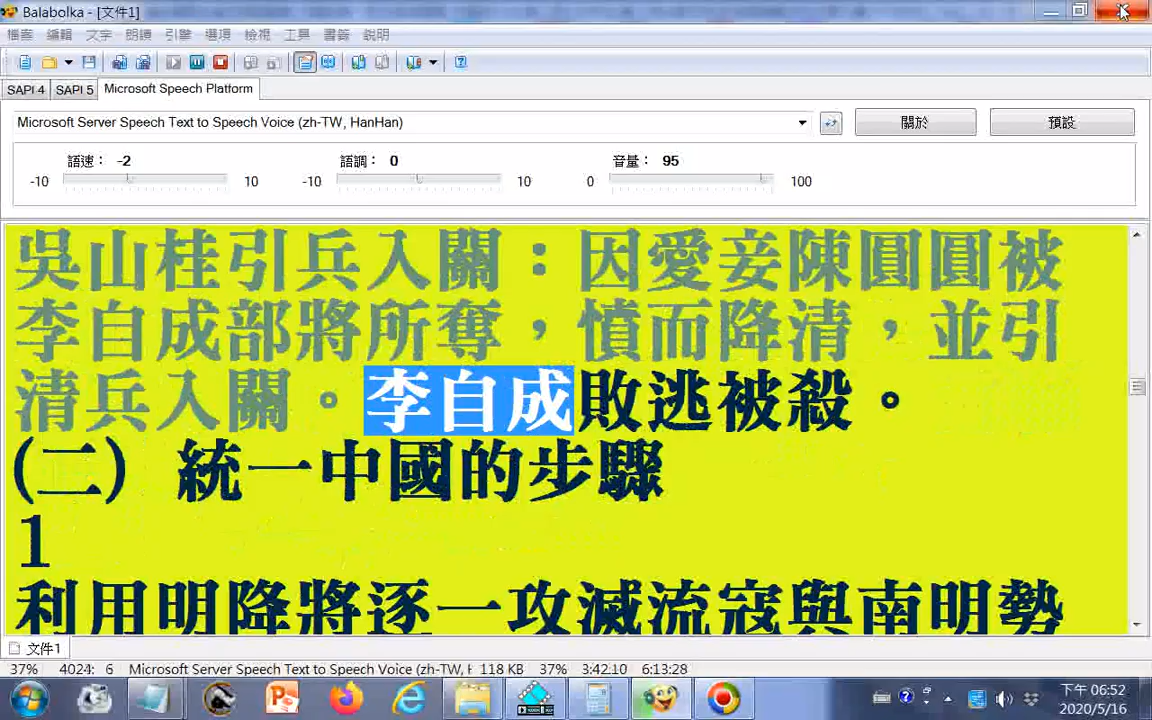 Balabolka - [文件1]
檔案 編輯 文字 朗讀 引擎 選項 檢視 工具 書籤 說明
SAPI 4 SAPI 5 Microsoft Speech Platform
Microsoft Server Speech Text to Speech Voice (zh-TW, HanHan) 關於 預設
語速： -2 語調： 0 音量： 95
-10 10 -10 10 0 100
吳山桂引兵入關：因愛妾陳圓圓被
李自成部將所奪，憤而降清，並引
清兵入關。李自成敗逃被殺。
(二) 統一中國的步驟
1
利用明降將逐一攻滅流寇與南明勢
文件1
37% 4024: 6 Microsoft Server Speech Text to Speech Voice (zh-TW, H 118 KB 37% 3:42:10 6:13:28
下午 06:52
2020/5/16